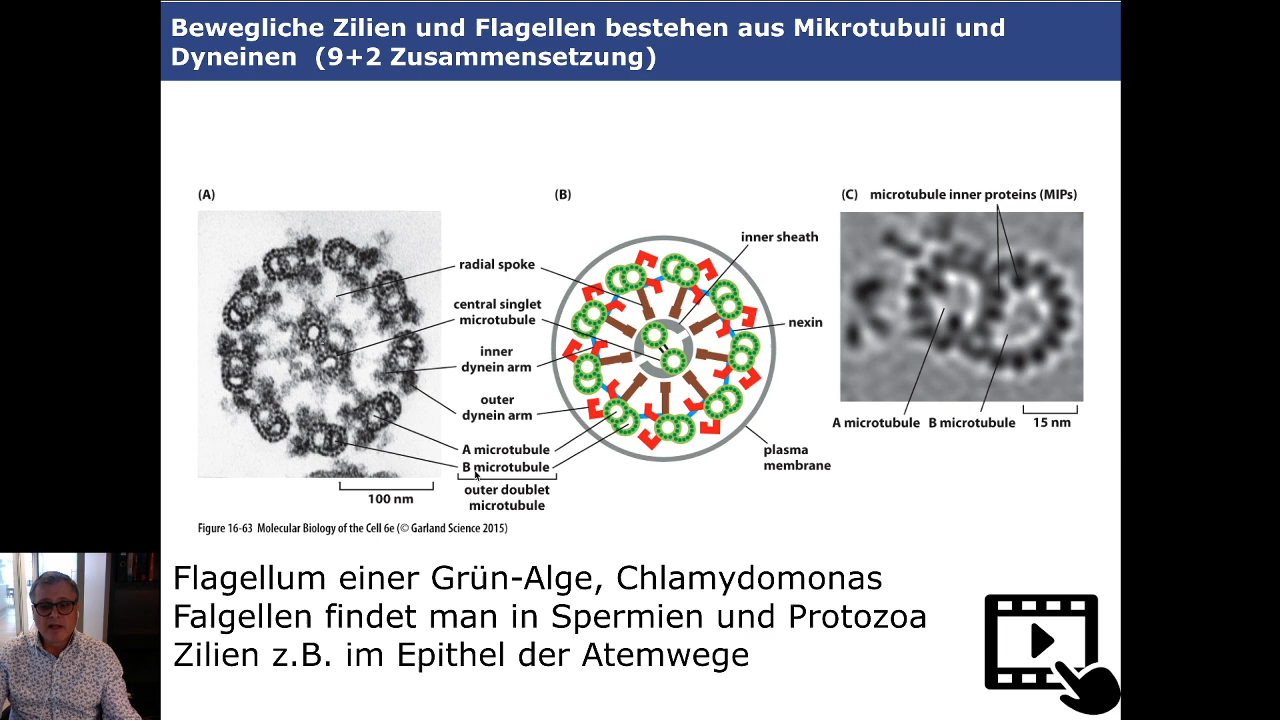 Bewegliche Zilien und Flagellen bestehen aus Mikrotubuli und
Dyneinen (9+2 Zusammensetzung)
(A)
(B)
(C) microtubule inner proteins (MIPs)
inner sheath
radial spoke
central singlet
microtubule
nexin
inner
dynein arm
outer
dynein arm
A microtubule
B microtubule
outer doublet
microtubule
100 nm
plasma
membrane
A microtubule B microtubule
15 nm
Figure 16-63 Molecular Biology of the Cell 6e (© Garland Science 2015)
Flagellum einer Grün-Alge, Chlamydomonas
Falgellen findet man in Spermien und Protozoa
Zilien z.B. im Epithel der Atemwege